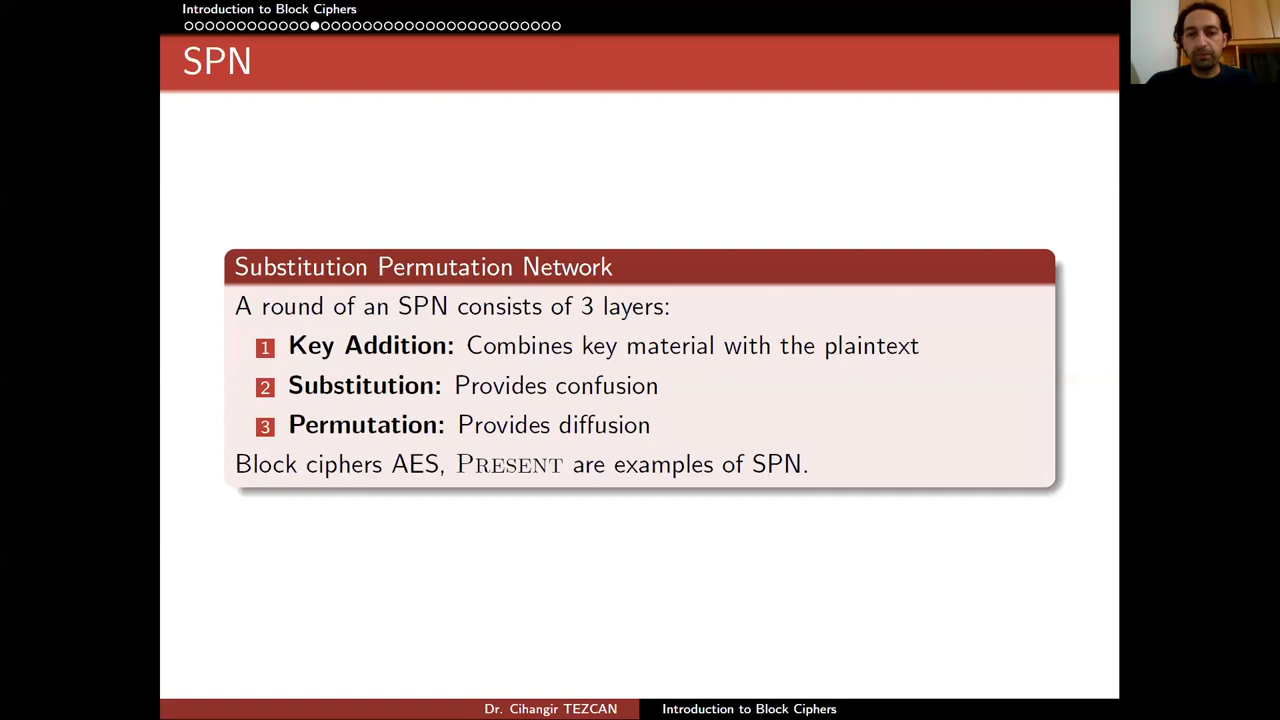 Introduction to Block Ciphers
SPN
Substitution Permutation Network
A round of an SPN consists of 3 layers:
1 Key Addition: Combines key material with the plaintext
2 Substitution: Provides confusion
3 Permutation: Provides diffusion
Block ciphers AES, PRESENT are examples of SPN.
Dr. Cihangir TEZCAN
Introduction to Block Ciphers